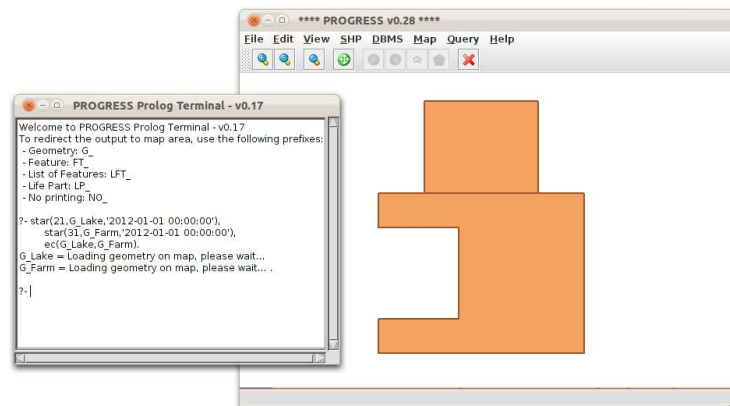 **** PROGRESS v0.28 ****
File Edit View SHP DBMS Map Query Help
PROGRESS Prolog Terminal - v0.17
Welcome to PROGRESS Prolog Terminal - v0.17
To redirect the output to map area, use the following prefixes:
- Geometry: G_
- Feature: FT_
- List of Features: LFT_
- Life Part: LP_
- No printing: NO_
?- star(21,G_Lake,'2012-01-01 00:00:00'),
star(31,G_Farm,'2012-01-01 00:00:00'),
ec(G_Lake,G_Farm).
G_Lake = Loading geometry on map, please wait...
G_Farm = Loading geometry on map, please wait... .
?-